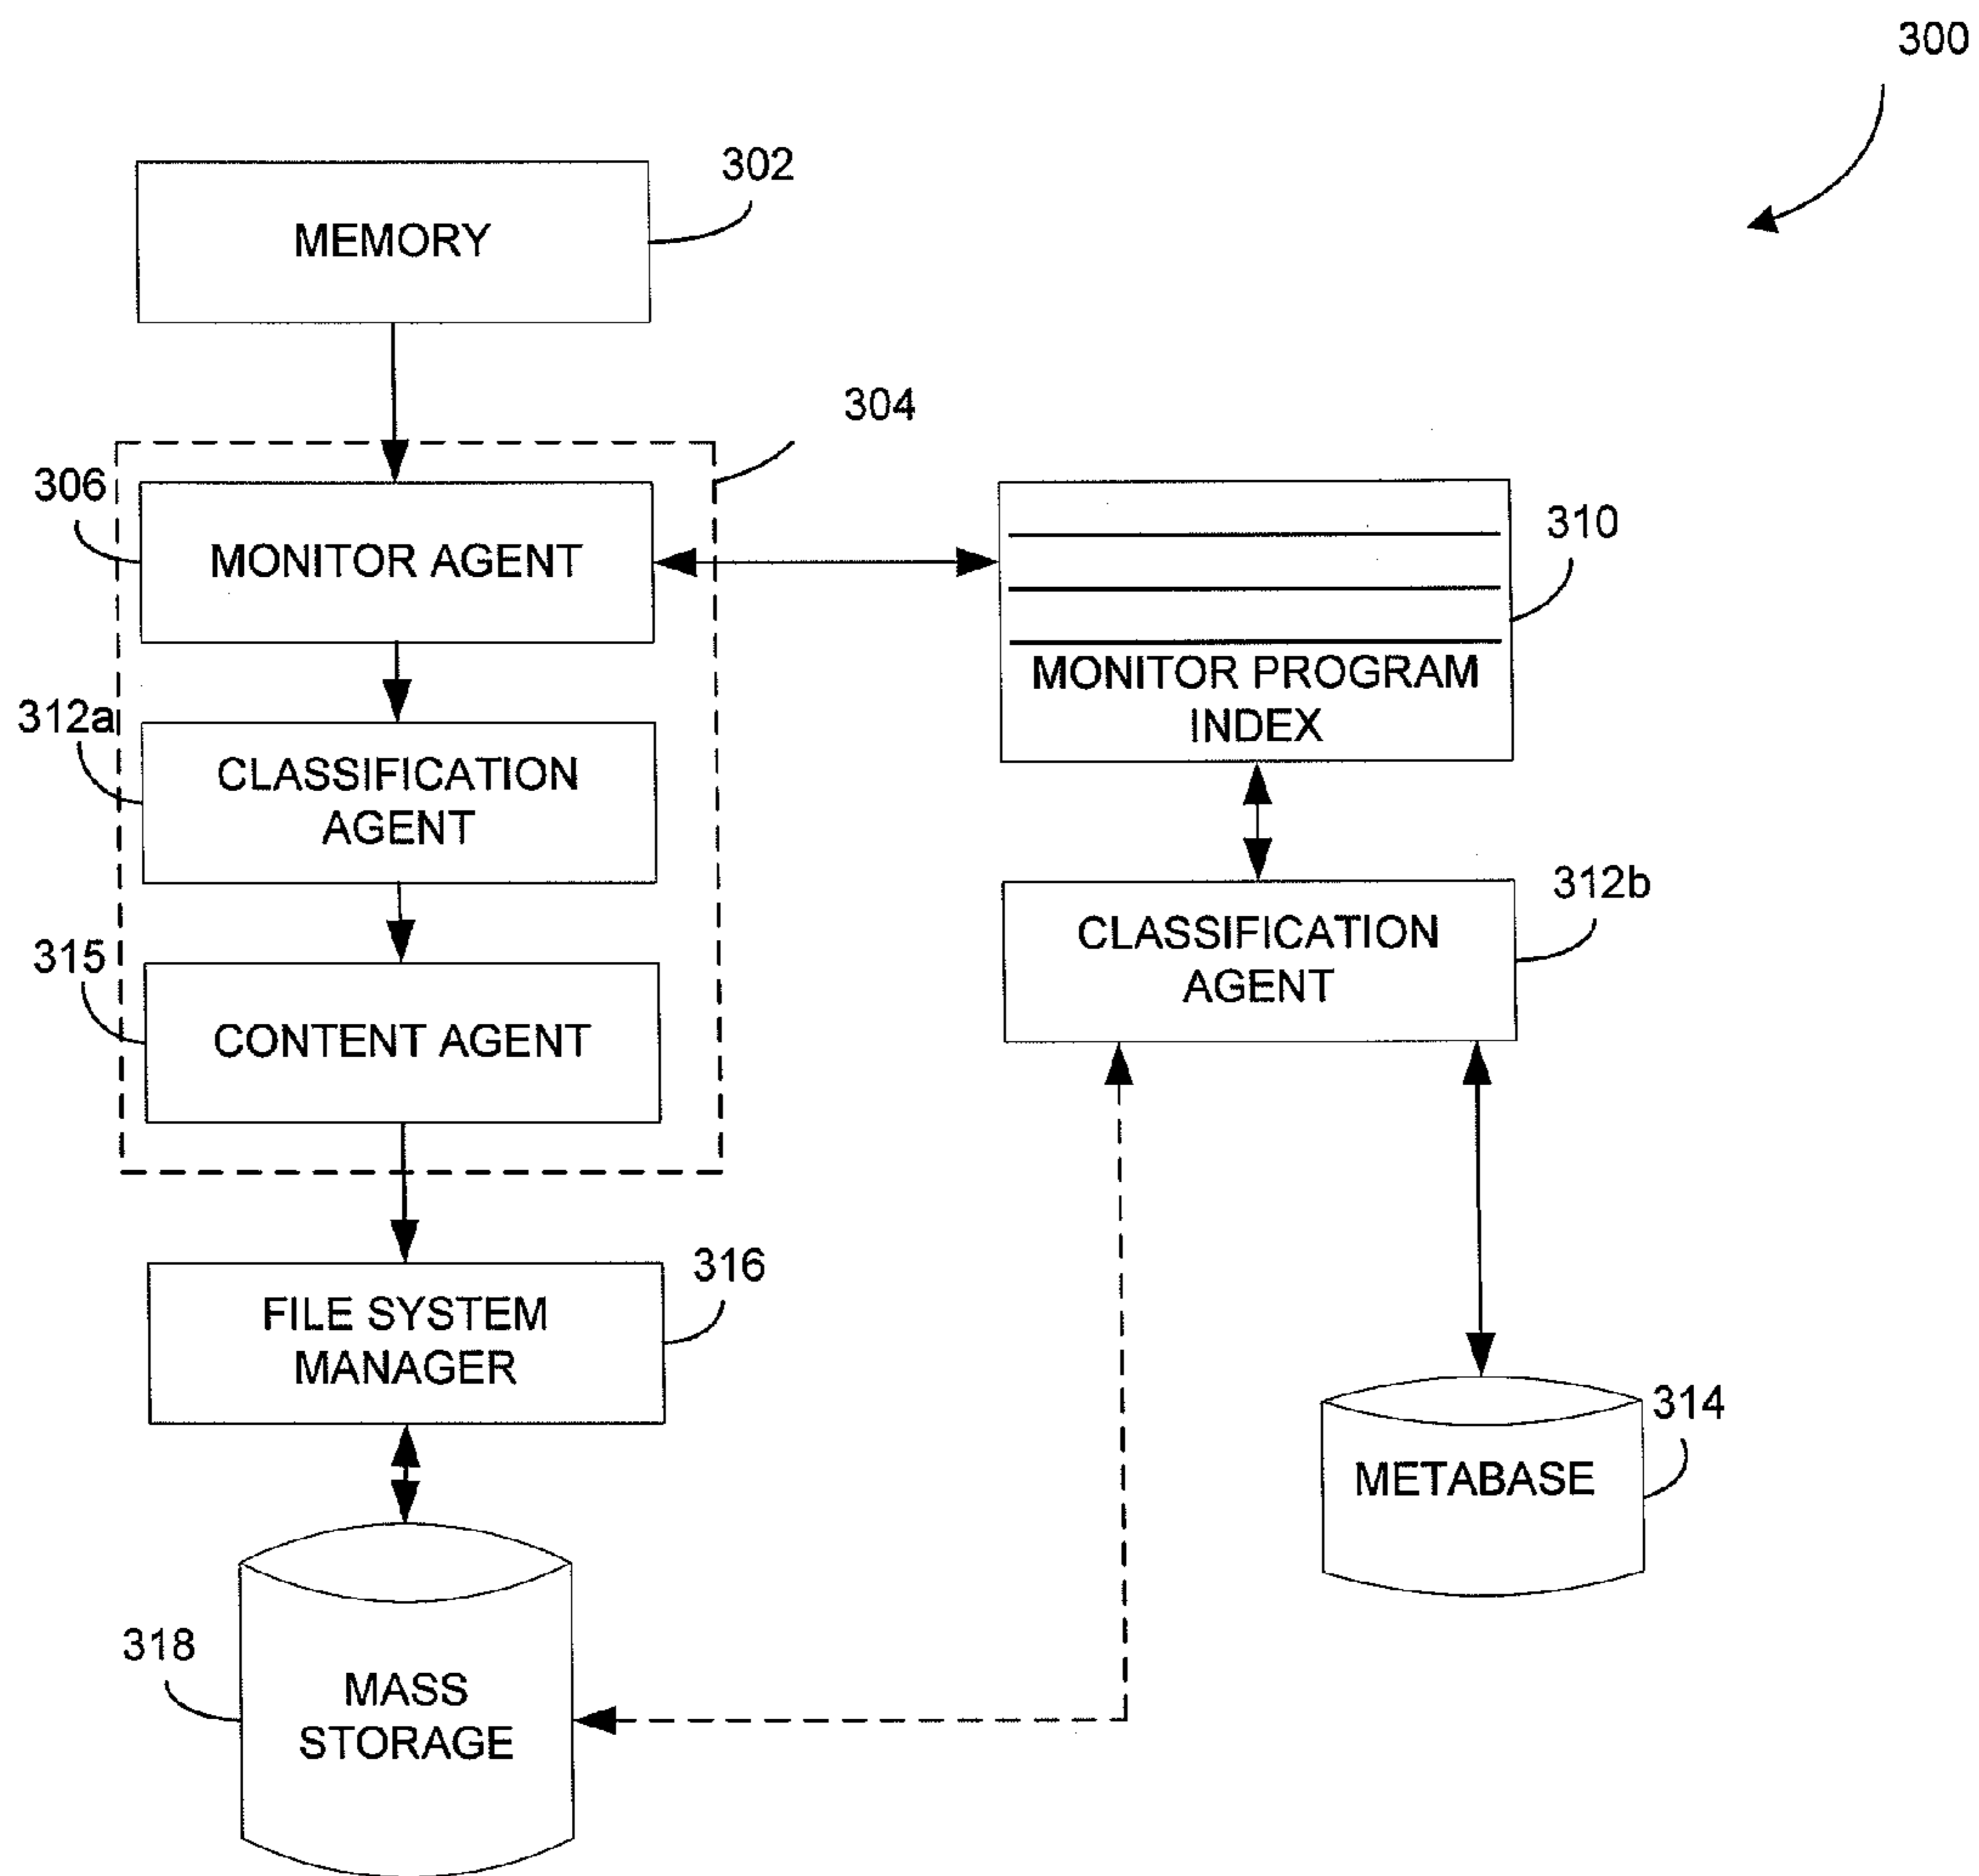 300
302
MEMORY
304
306
MONITOR AGENT
310
MONITOR PROGRAM
INDEX
312a
CLASSIFICATION
AGENT
312b
CLASSIFICATION
AGENT
315
CONTENT AGENT
316
FILE SYSTEM
MANAGER
314
METABASE
318
MASS
STORAGE